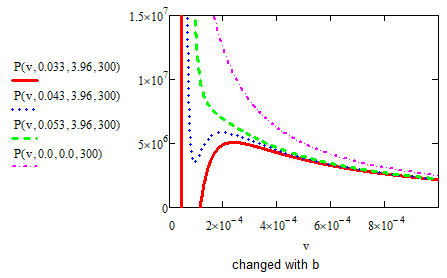 P(v,0.033,3.96,300)
P(v,0.043,3.96,300)
P(v,0.053,3.96,300)
P(v,0.0,0.0,300)
1.5×10⁷
1×10⁷
5×10⁶
0
0 2×10⁻⁴ 4×10⁻⁴ 6×10⁻⁴ 8×10⁻⁴
v
changed with b